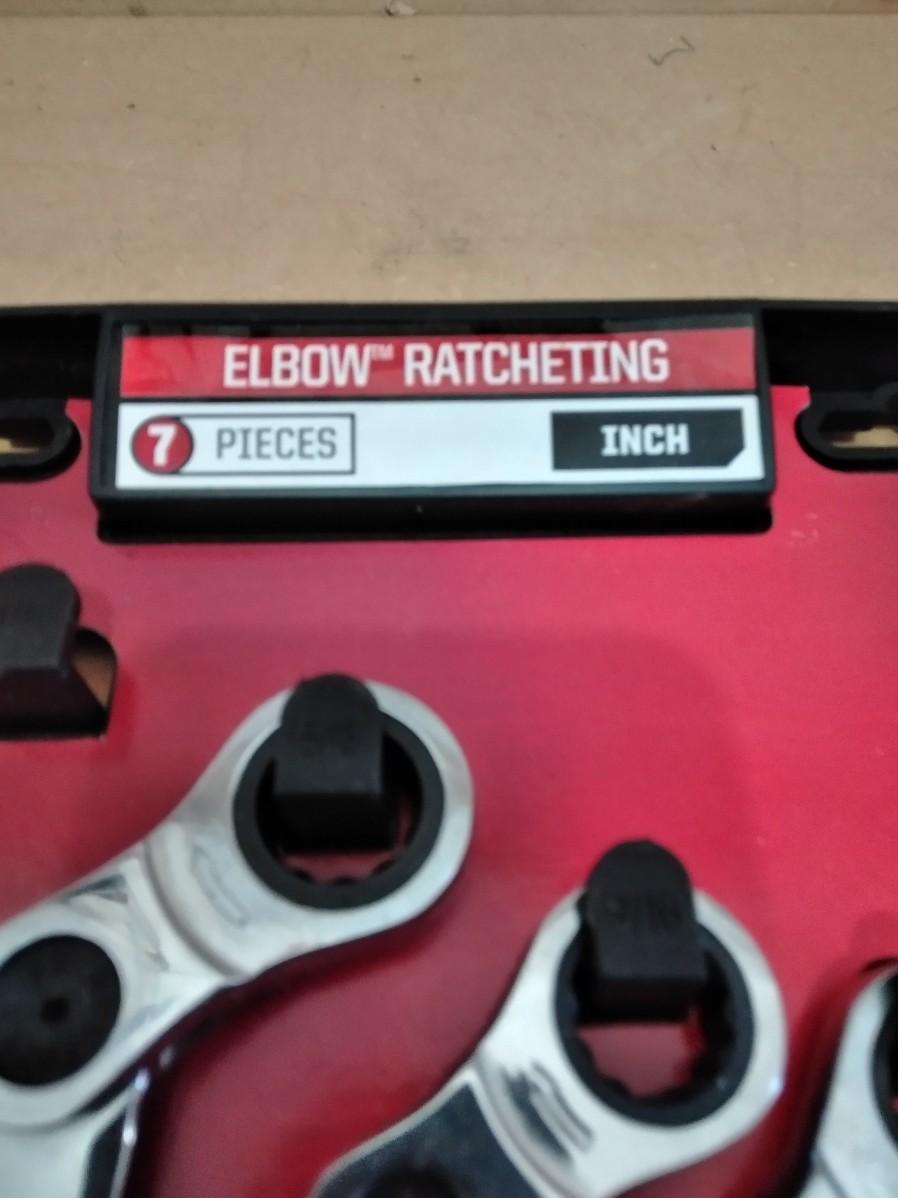 ELBOW™ RATCHETING
7 PIECES INCH